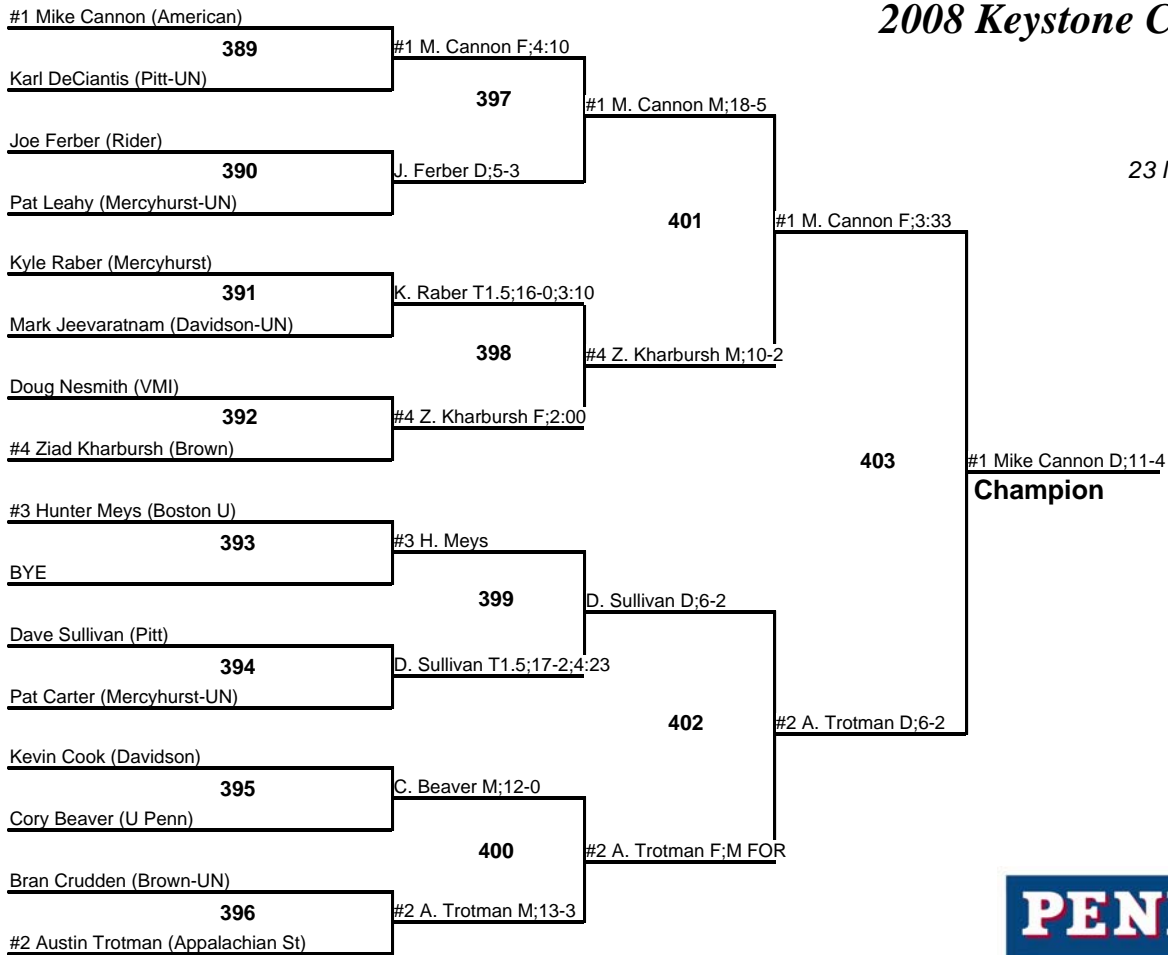 2008 Keystone C
23
#1 Mike Cannon (American)
389
Karl DeCiantis (Pitt-UN)
#1 M. Cannon F;4:10
397
Joe Ferber (Rider)
390
Pat Leahy (Mercyhurst-UN)
J. Ferber D;5-3
#1 M. Cannon M;18-5
401
Kyle Raber (Mercyhurst)
391
Mark Jeevaratnam (Davidson-UN)
K. Raber T1.5;16-0;3:10
398
Doug Nesmith (VMI)
392
#4 Ziad Kharbursh (Brown)
#4 Z. Kharbursh F;2:00
#4 Z. Kharbursh M;10-2
#1 M. Cannon F;3:33
403
#1 Mike Cannon D;11-4
Champion
#3 Hunter Meys (Boston U)
393
BYE
#3 H. Meys
399
Dave Sullivan (Pitt)
394
Pat Carter (Mercyhurst-UN)
D. Sullivan T1.5;17-2;4:23
D. Sullivan D;6-2
402
Kevin Cook (Davidson)
395
Cory Beaver (U Penn)
C. Beaver M;12-0
400
Bran Crudden (Brown-UN)
396
#2 Austin Trotman (Appalachian St)
#2 A. Trotman M;13-3
#2 A. Trotman F;M FOR
#2 A. Trotman D;6-2
PEN